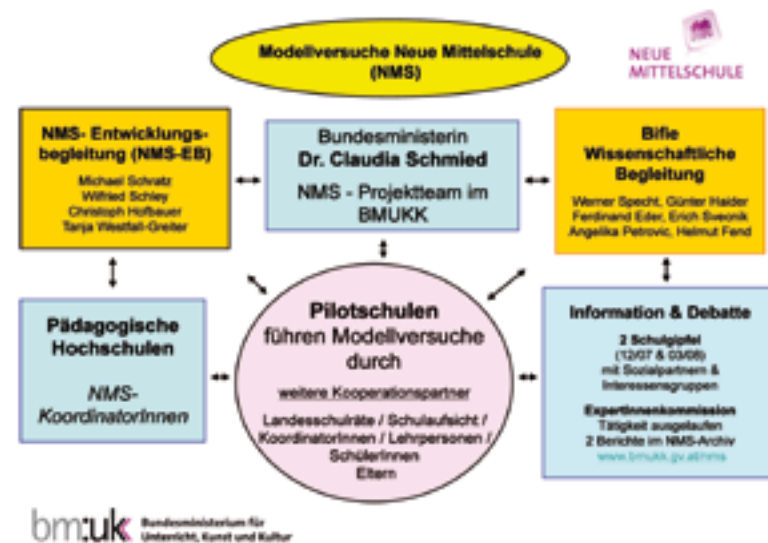 Modellversuche Neue Mittelschule
(NMS)
NEUE
MITTELSCHULE
NMS- Entwicklungs-
begleitung (NMS-EB)
Michael Schratz
Wilfried Schley
Christoph Hofbauer
Tanja Westfall-Greiter
Bundesministerin
Dr. Claudia Schmied
NMS - Projektteam im
BMUKK
Bifie
Wissenschaftliche
Begleitung
Werner Specht, Günter Haider
Ferdinand Eder, Erich Svecnik
Angelika Petrovic, Helmut Fend
Pädagogische
Hochschulen
NMS-
KoordinatorInnen
Pilotschulen
führen Modellversuche
durch
weitere Kooperationspartner
Landesschulräte / Schulaufsicht /
KoordinatorInnen / Lehrpersonen /
SchülerInnen
Eltern
Information & Debatte
2 Schulgipfel
(12/07 & 03/08)
mit Sozialpartnern &
Interessensgruppen
ExpertInnenkommission
Tätigkeit ausgelaufen
2 Berichte im NMS-Archiv
www.bmukk.gv.at/nms
bm:uk Bundesministerium für
Unterricht, Kunst und Kultur